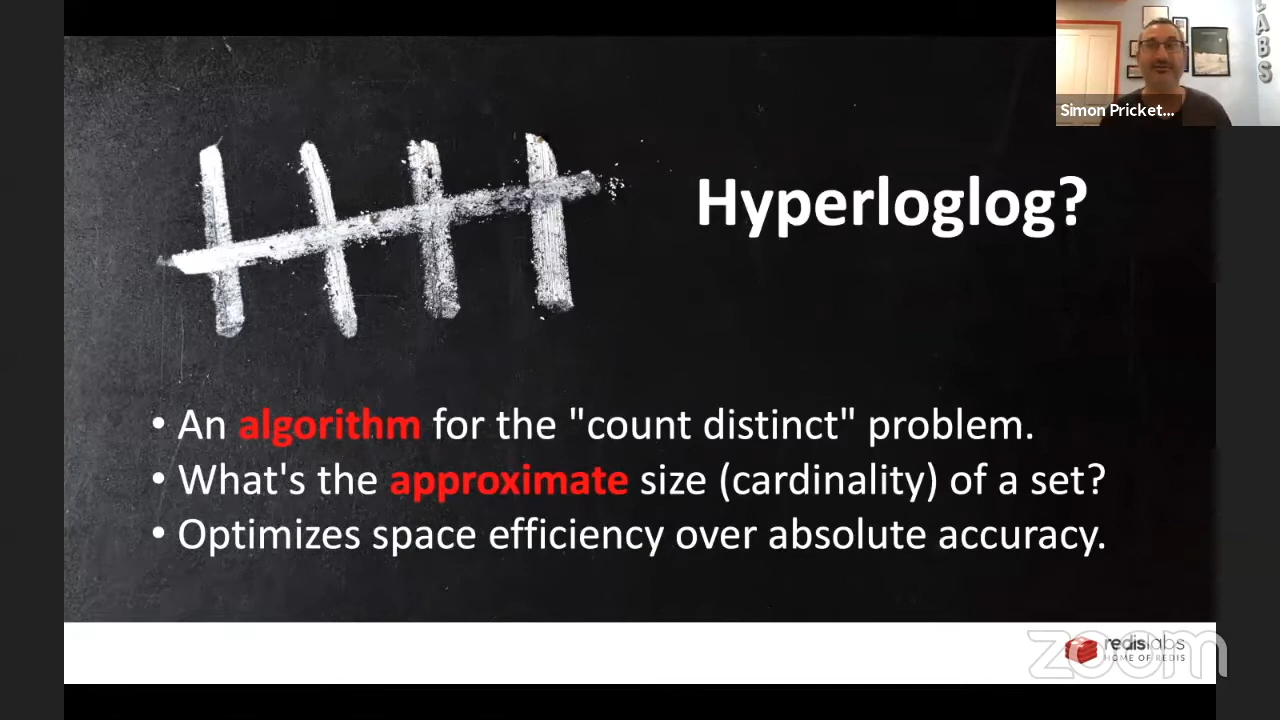 LABS
Simon Pricket...
Hyperloglog?
• An algorithm for the "count distinct" problem.
• What's the approximate size (cardinality) of a set?
• Optimizes space efficiency over absolute accuracy.
redislabs
HOME OF REDIS
zoom